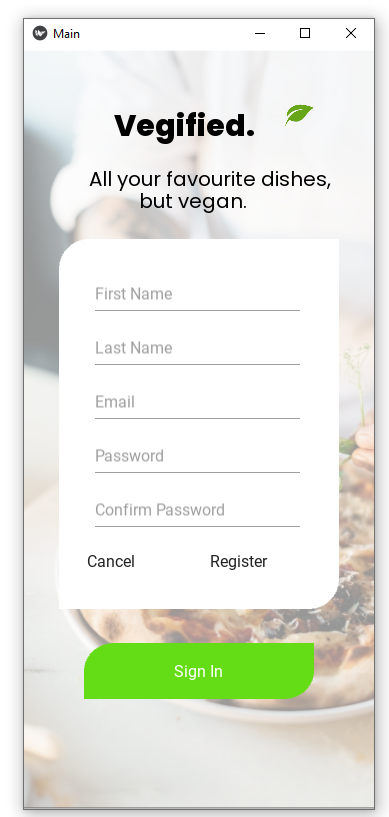 Main
Vegified.
All your favourite dishes,
but vegan.
First Name
Last Name
Email
Password
Confirm Password
Cancel Register
Sign In